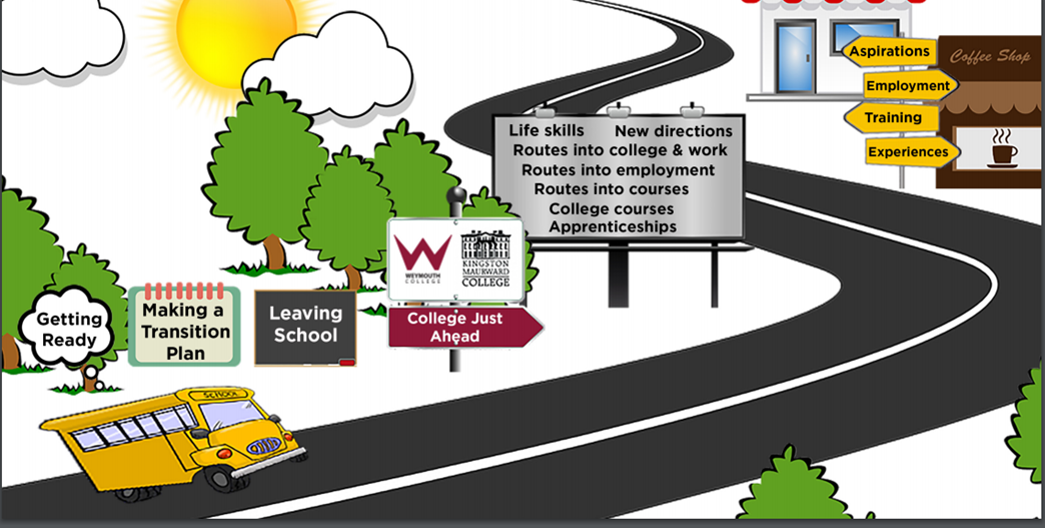 Aspirations
Coffee Shop
Employment
Training
Experiences
Life skills New directions
Routes into college & work
Routes into employment
Routes into courses
College courses
Apprenticeships
WEYMOUTH
COLLEGE
KINGSTON
MAURWARD
COLLEGE
College Just
Ahead
Getting
Ready
Making a
Transition
Plan
Leaving
School
SCHOOL